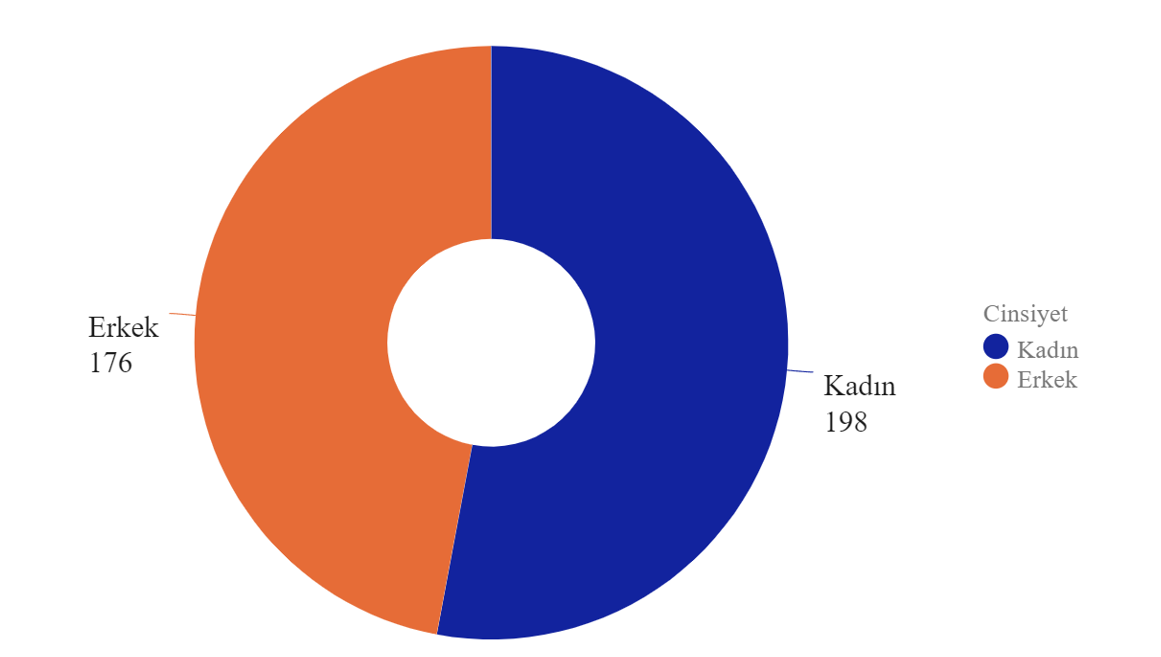 Erkek
176
Kadın
198
Cinsiyet
Kadın
Erkek